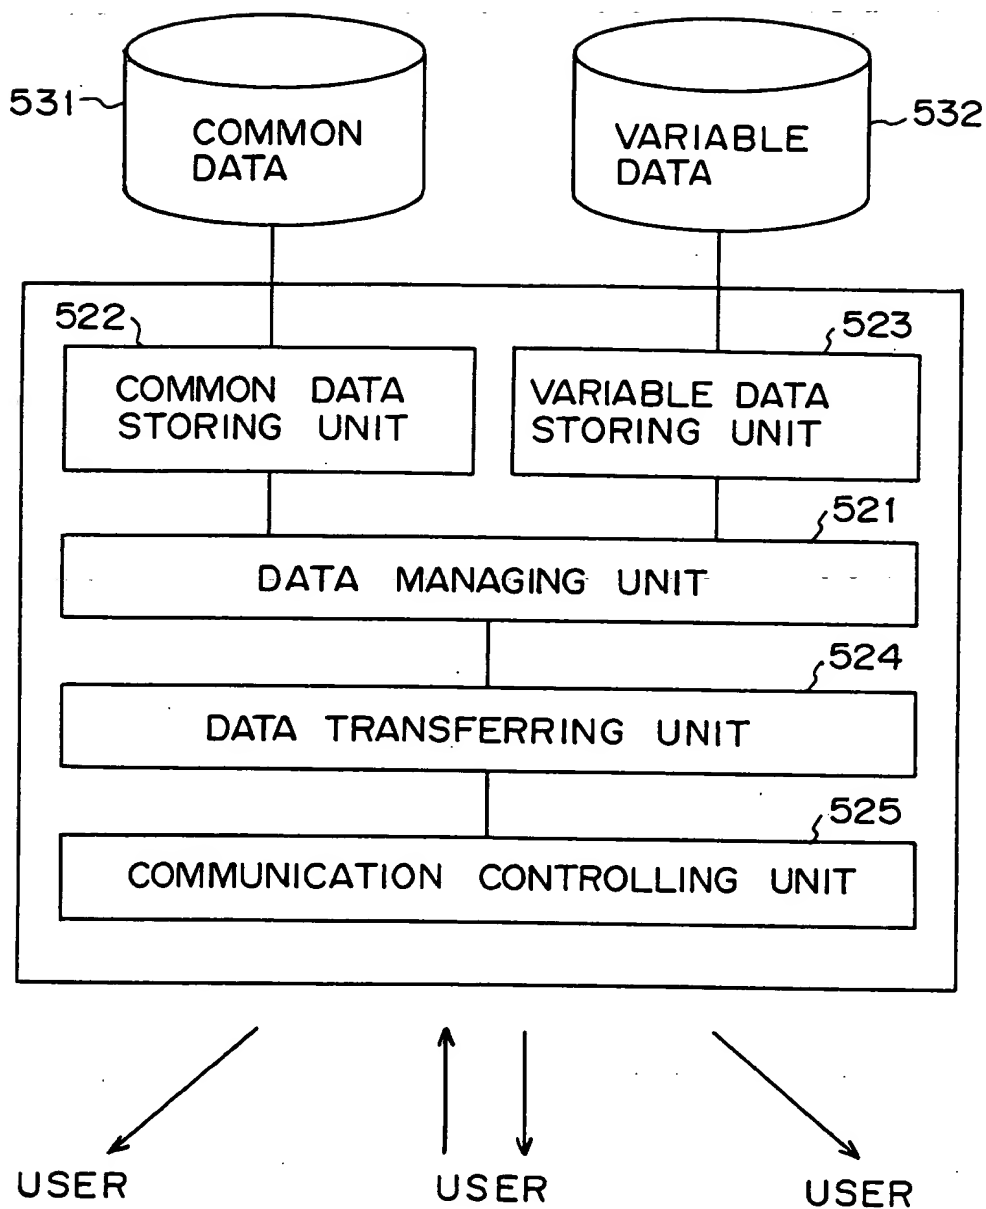 531
COMMON
DATA
VARIABLE
DATA
532
522
COMMON DATA
STORING UNIT
523
VARIABLE DATA
STORING UNIT
521
DATA MANAGING UNIT
524
DATA TRANSFERRING UNIT
525
COMMUNICATION CONTROLLING UNIT
USER
USER
USER